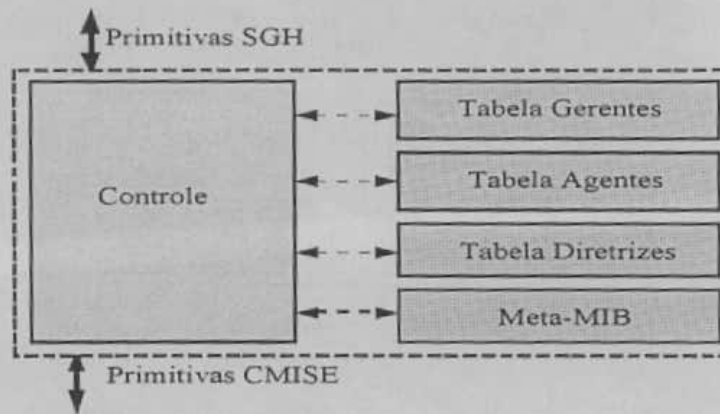 Primitivas SGH
Controle
Tabela Gerentes
Tabela Agentes
Tabela Diretrizes
Meta-MIB
Primitivas CMISE